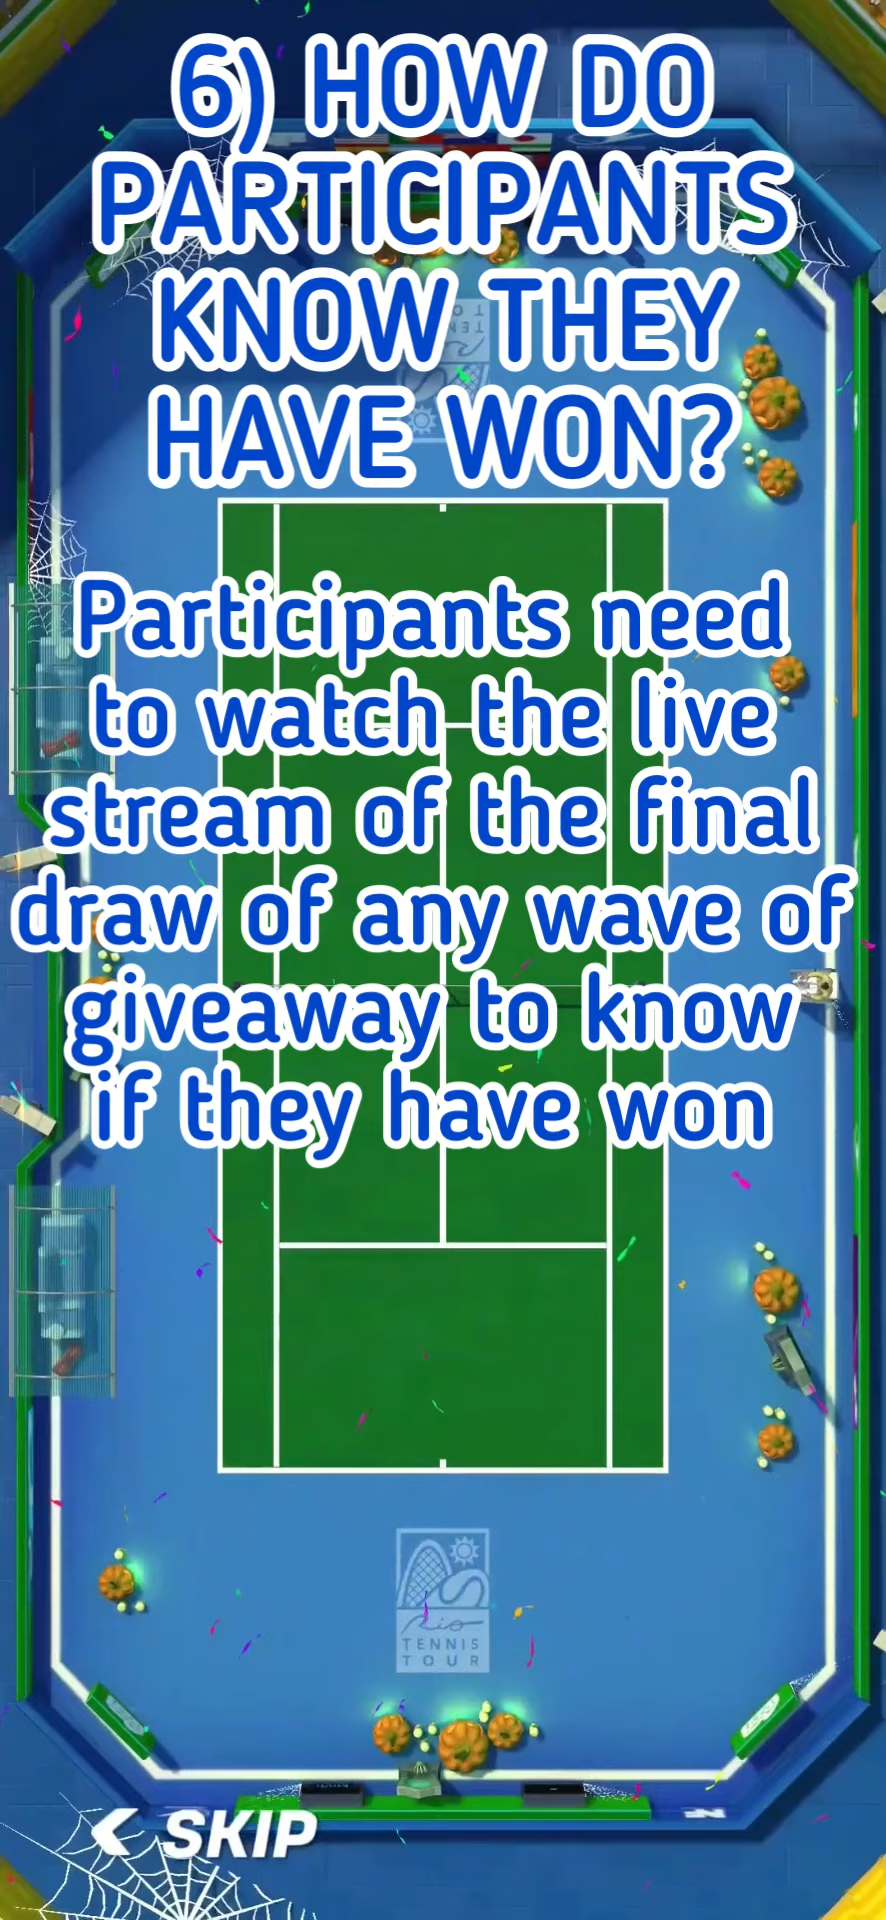 6) HOW DO
PARTICIPANTS
KNOW THEY
HAVE WON?
Participants need
to watch the live
stream of the final
draw of any wave of
giveaway to know
if they have won
Rio
TENNIS
TOUR
SKIP